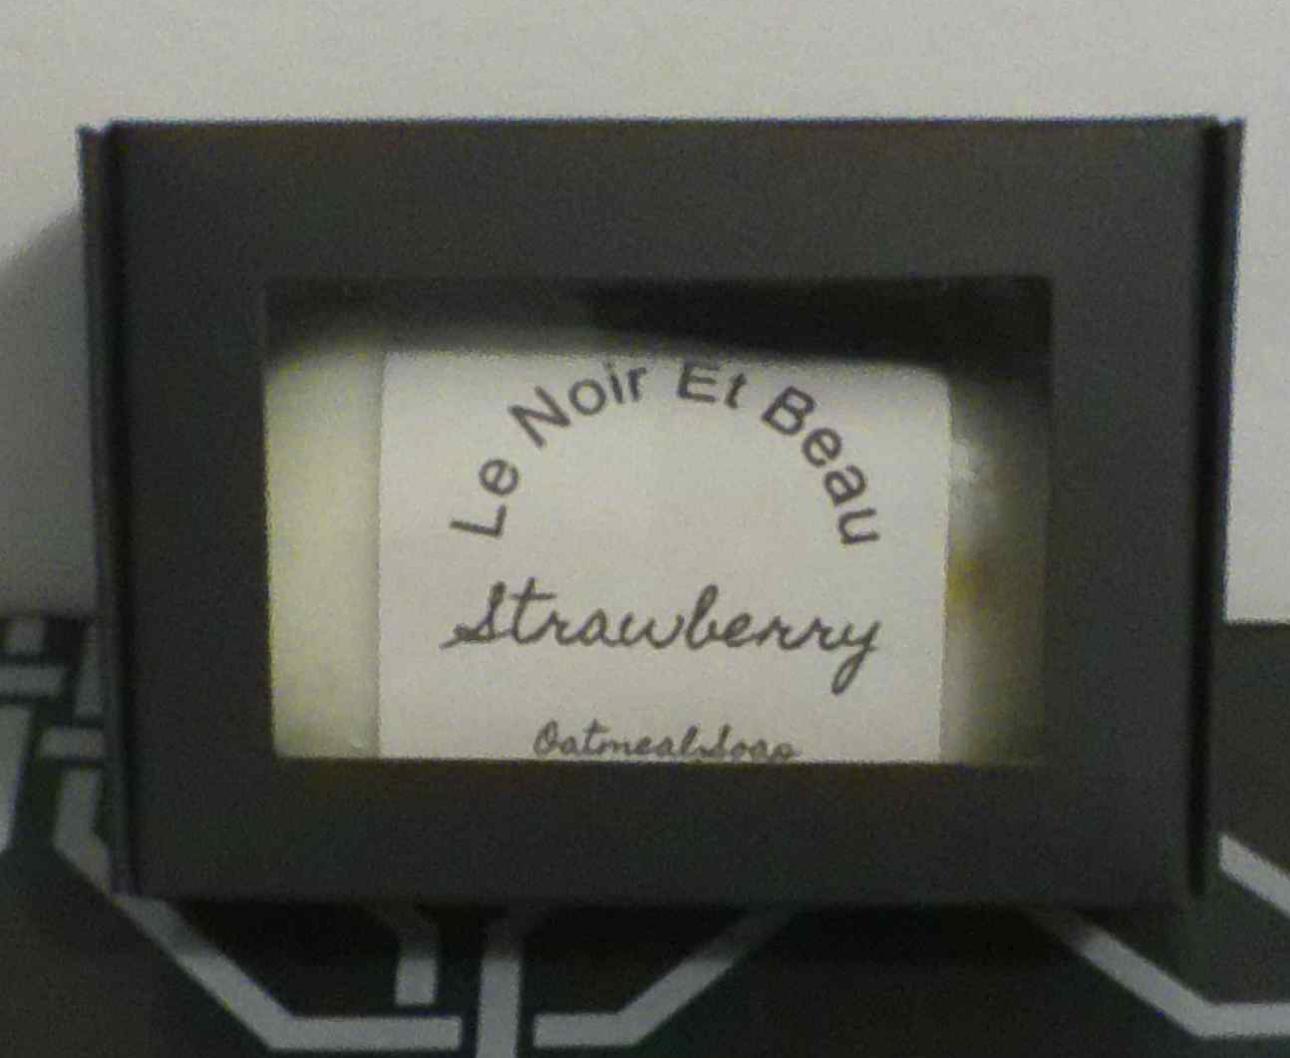 Le Noir Et Beau
Strawberry
Oatmeal Soap